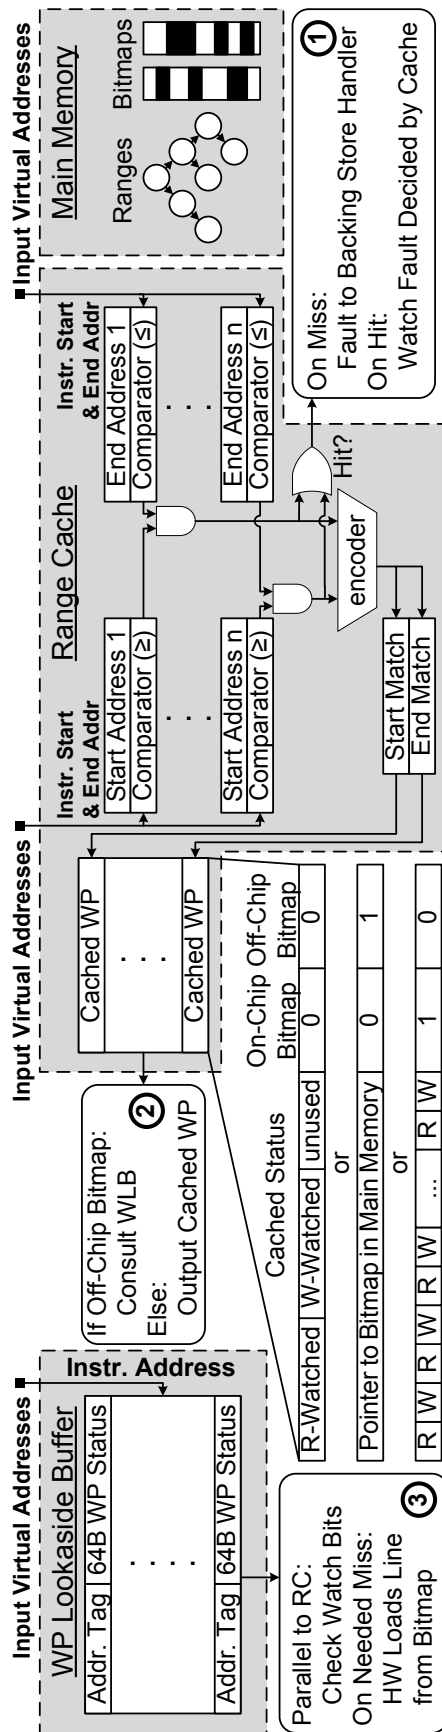 Input Virtual Addresses
WP Lookaside Buffer
Instr. Address
Addr. Tag
64B WP Status
. . . .
Addr. Tag
64B WP Status
Parallel to RC:
Check Watch Bits
On Needed Miss:
HW Loads Line
from Bitmap
3
If Off-Chip Bitmap:
Consult WLB
Else:
Output Cached WP
2
Input Virtual Addresses
Cached WP
. . .
Cached WP
Cached Status
On-Chip
Bitmap
Off-Chip
Bitmap
R-Watched
W-Watched
unused
0
0
or
Pointer to Bitmap in Main Memory
0
1
or
R
W
R
W
R
W
...
R
W
1
0
Range Cache
Instr. Start
& End Addr
Start Address 1
Comparator (≥)
. . .
Start Address n
Comparator (≥)
Instr. Start
& End Addr
End Address 1
Comparator (≤)
. . .
End Address n
Comparator (≤)
Hit?
encoder
Start Match
End Match
Input Virtual Addresses
Main Memory
Ranges
Bitmaps
1
On Miss:
Fault to Backing Store Handler
On Hit:
Watch Fault Decided by Cache